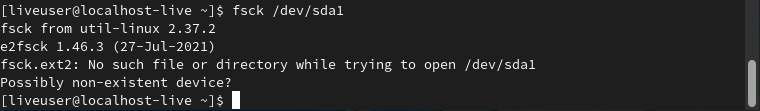 [liveuser@localhost-live ~]$ fsck /dev/sda1
fsck from util-linux 2.37.2
e2fsck 1.46.3 (27-Jul-2021)
fsck.ext2: No such file or directory while trying to open /dev/sda1
Possibly non-existent device?
[liveuser@localhost-live ~]$